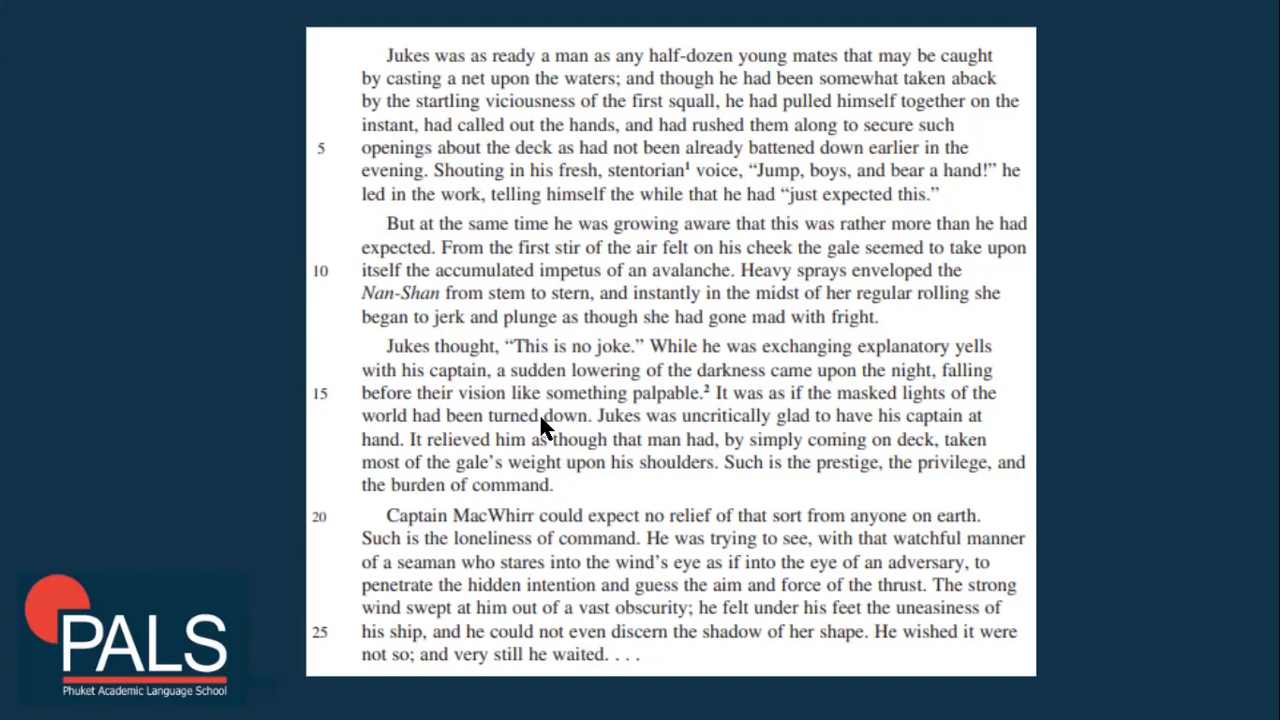 Jukes was as ready a man as any half-dozen young mates that may be caught
by casting a net upon the waters; and though he had been somewhat taken aback
by the startling viciousness of the first squall, he had pulled himself together on the
instant, had called out the hands, and had rushed them along to secure such
5 openings about the deck as had not been already battened down earlier in the
evening. Shouting in his fresh, stentorian¹ voice, “Jump, boys, and bear a hand!” he
led in the work, telling himself the while that he had “just expected this.”
But at the same time he was growing aware that this was rather more than he had
expected. From the first stir of the air felt on his cheek the gale seemed to take upon
10 itself the accumulated impetus of an avalanche. Heavy sprays enveloped the
Nan-Shan from stem to stern, and instantly in the midst of her regular rolling she
began to jerk and plunge as though she had gone mad with fright.
Jukes thought, “This is no joke.” While he was exchanging explanatory yells
with his captain, a sudden lowering of the darkness came upon the night, falling
15 before their vision like something palpable.² It was as if the masked lights of the
world had been turned down. Jukes was uncritically glad to have his captain at
hand. It relieved him as though that man had, by simply coming on deck, taken
most of the gale’s weight upon his shoulders. Such is the prestige, the privilege, and
the burden of command.
20 Captain MacWhirr could expect no relief of that sort from anyone on earth.
Such is the loneliness of command. He was trying to see, with that watchful manner
of a seaman who stares into the wind’s eye as if into the eye of an adversary, to
penetrate the hidden intention and guess the aim and force of the thrust. The strong
wind swept at him out of a vast obscurity; he felt under his feet the uneasiness of
25 his ship, and he could not even discern the shadow of her shape. He wished it were
not so; and very still he waited. . . .
PALS
Phuket Academic Language School